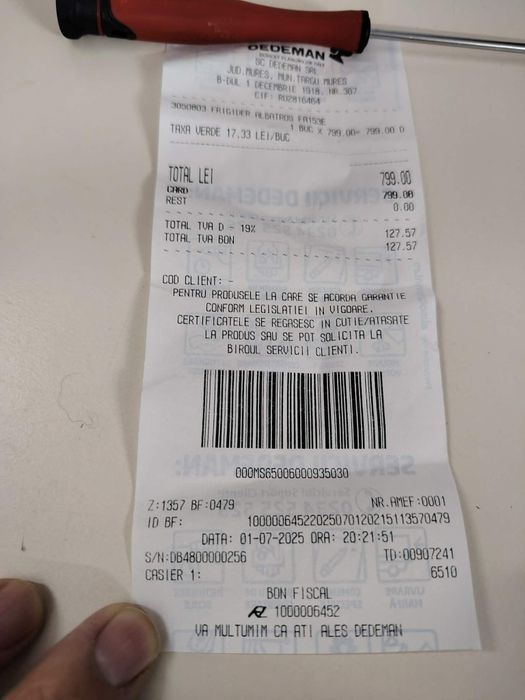 DEDEMAN
SC DEDEMAN SRL
JUD.MURES, MUN.TARGU MURES
B-DUL 1 DECEMBRIE 1918, NR.307
CIF: RO2816464
3050803 FRIGIDER ALBATROS FA153E
1 BUC X 799.00= 799.00 D
TAXA VERDE 17,33 LEI/BUC
TOTAL LEI 799.00
CARD 799.00
REST 0.00
TOTAL TVA D - 19% 127.57
TOTAL TVA BON 127.57
COD CLIENT: -
PENTRU PRODUSELE LA CARE SE ACORDA GARANTIE
CONFORM LEGISLATIEI IN VIGOARE,
CERTIFICATELE SE REGASESC IN CUTIE/ATASATE
LA PRODUS SAU SE POT SOLICITA LA
BIROUL SERVICII CLIENTI.
000MS65006000935030
Z:1357 BF:0479 NR.AMEF:0001
ID BF: 10000064522025070120215113570479
DATA: 01-07-2025 ORA: 20:21:51
S/N:DB4800000256 TD:00907241
CASIER 1: 6510
BON FISCAL
1000006452
VA MULTUMIM CA ATI ALES DEDEMAN